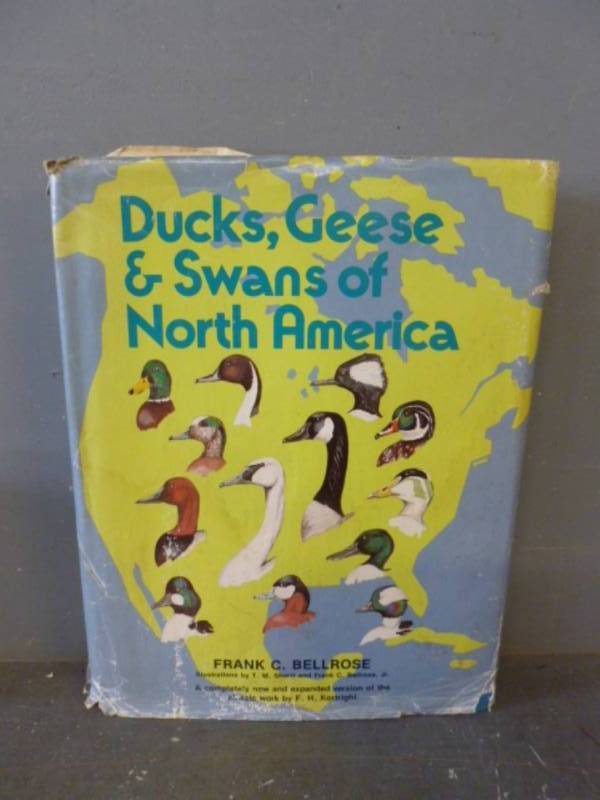 Ducks, Geese
& Swans of
North America
FRANK C. BELLROSE
Illustrations by T. M. Shortt and Frank C. Bellrose, Jr.
A completely new and expanded version of the
classic work by F. H. Kortright